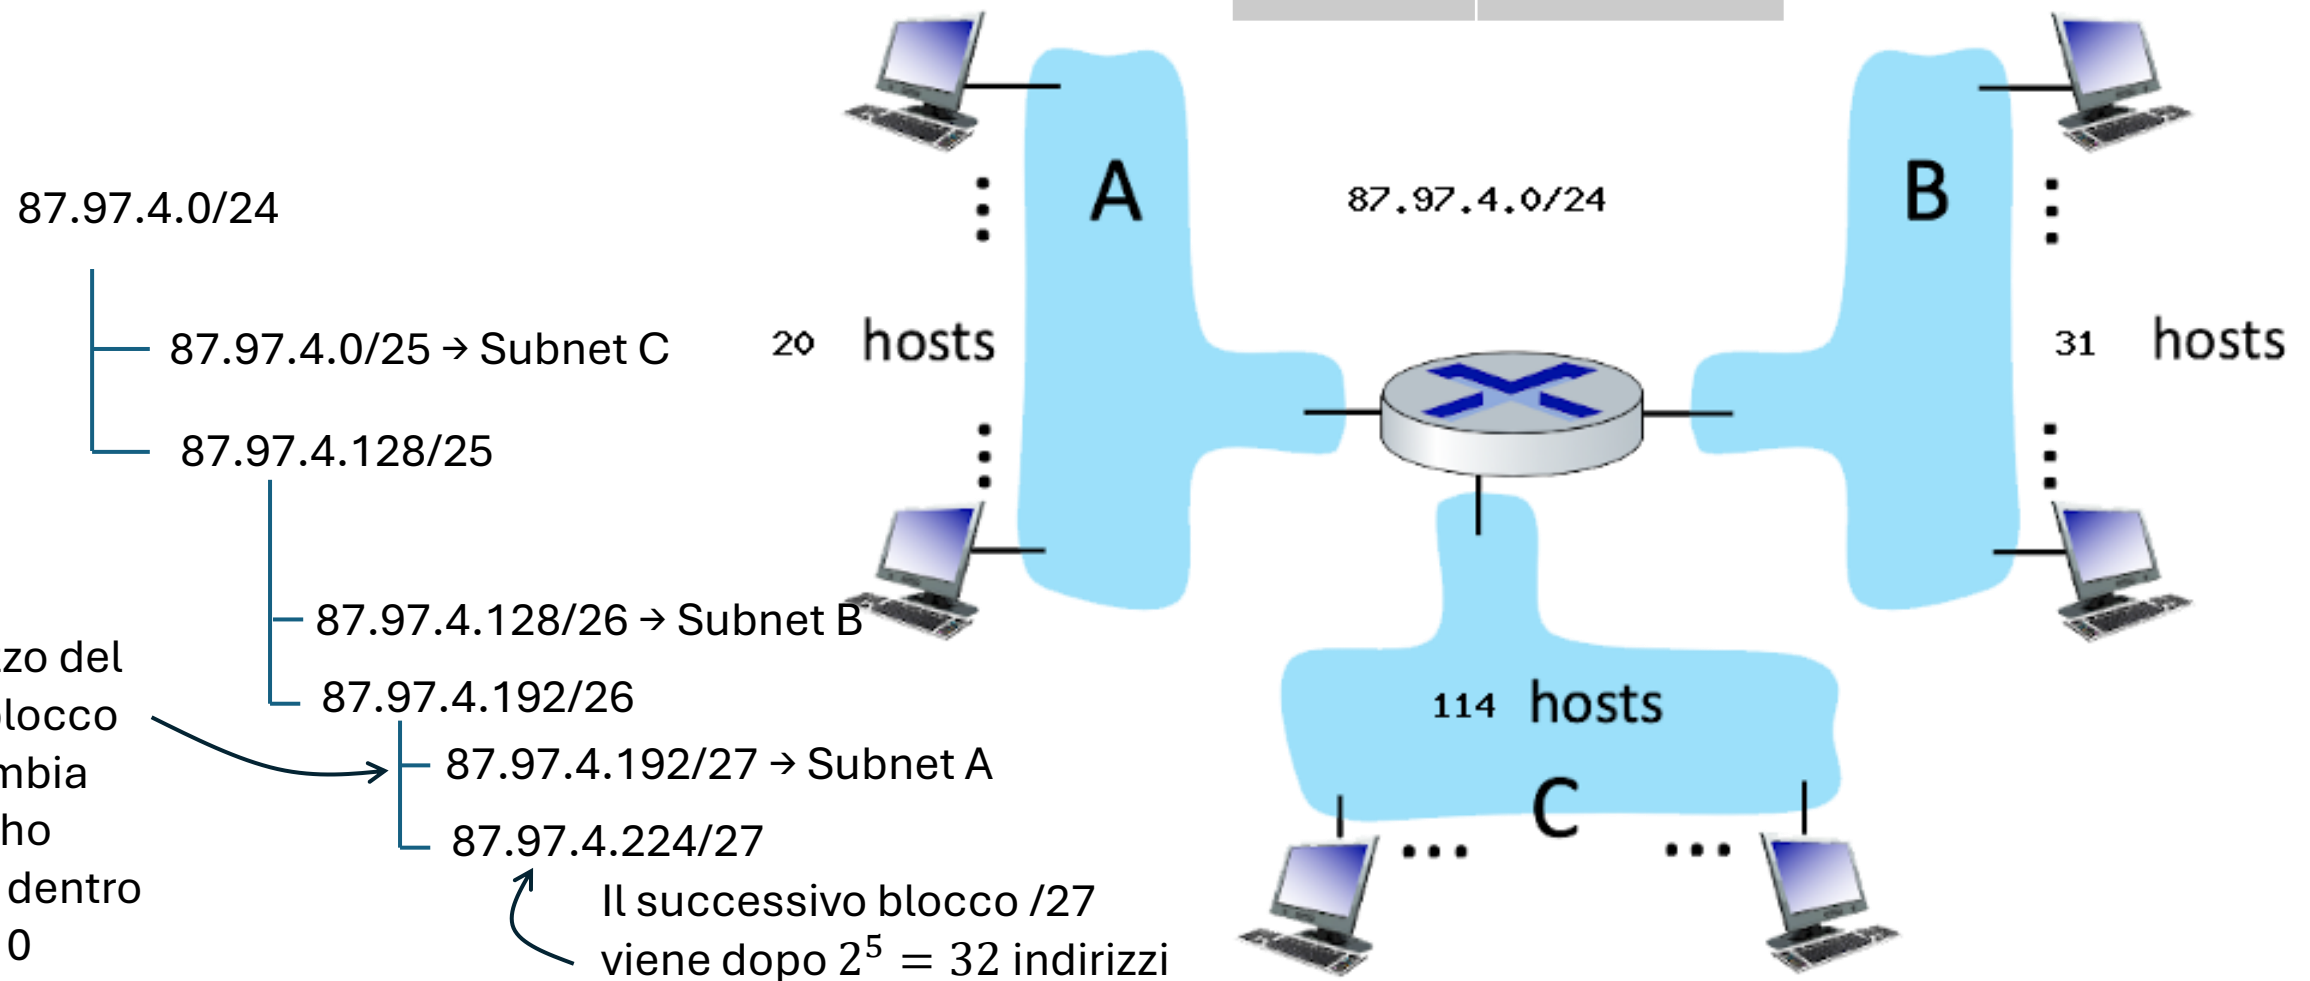 87.97.4.0/24
87.97.4.0/25 → Subnet C
87.97.4.128/25
87.97.4.128/26 → Subnet B
87.97.4.192/26
87.97.4.192/27 → Subnet A
87.97.4.224/27
del
blocco
ho
dentro
0
Il successivo blocco /27
viene dopo 2⁵ = 32 indirizzi
A
87.97.4.0/24
B
20 hosts
31 hosts
114 hosts
C